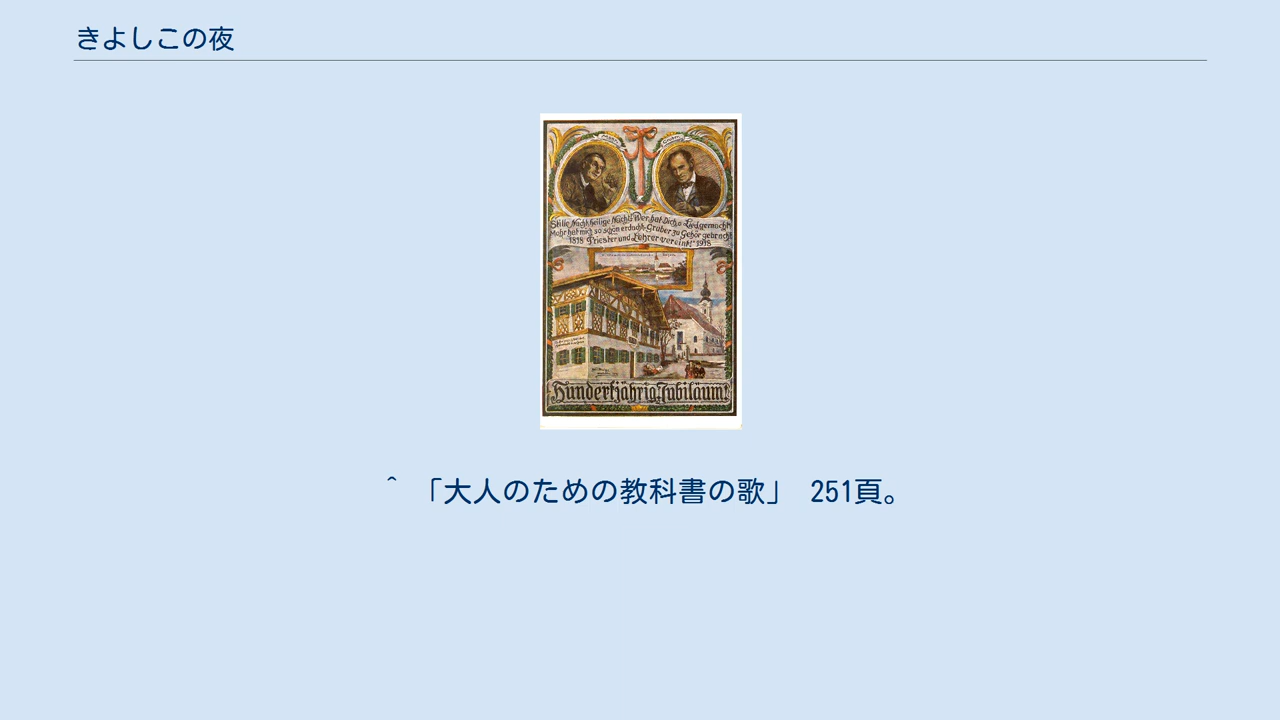 きよしこの夜
Stille Nacht, heilige Nacht! Wer hat Dich, o Lied gemacht?
Mohr hat mich so schön erdacht, Gruber zu Gehör gebracht
1818 Priester und Lehrer vereint! 1918
Hundertjährig. Jubiläum!
^ 「大人のための教科書の歌」 251頁。